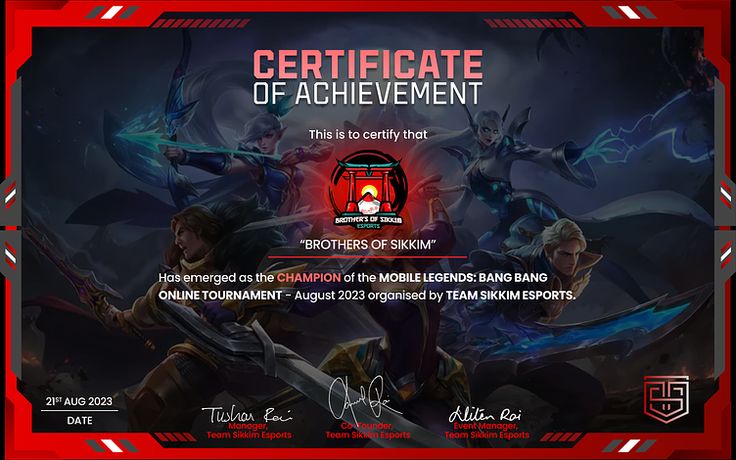 CERTIFICATE
OF ACHIEVEMENT
This is to certify that
BROTHER'S OF SIKKIM
ESPORTS
“BROTHERS OF SIKKIM”
Has emerged as the CHAMPION of the MOBILE LEGENDS: BANG BANG
ONLINE TOURNAMENT - August 2023 organised by TEAM SIKKIM ESPORTS.
21ST AUG 2023
DATE
Tushar Rai
Manager,
Team Sikkim Esports
Co-Founder,
Team Sikkim Esports
Aliten Rai
Event Manager,
Team Sikkim Esports